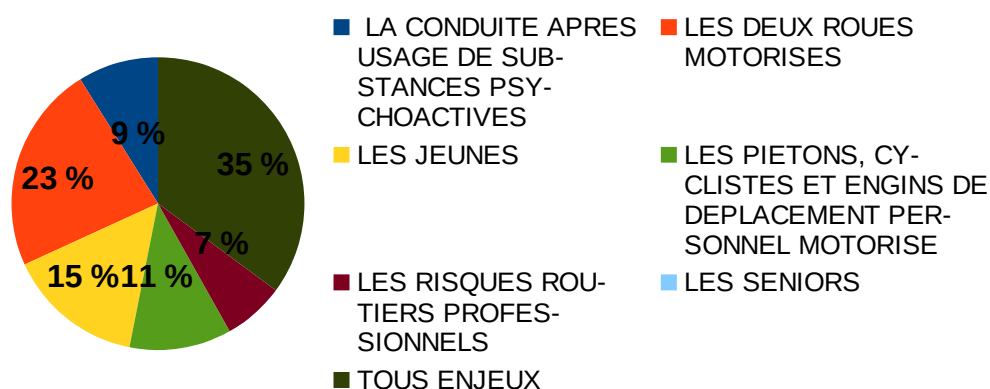 LA CONDUITE APRES
USAGE DE SUB-
STANCES PSY-
CHOACTIVES
LES DEUX ROUES
MOTORISES
LES JEUNES
LES PIETONS, CY-
CLISTES ET ENGINS DE
DEPLACEMENT PER-
SONNEL MOTORISE
LES RISQUES ROU-
TIERS PROFES-
SIONNELS
LES SENIORS
TOUS ENJEUX
9 %
35 %
23 %
7 %
15 %
11 %